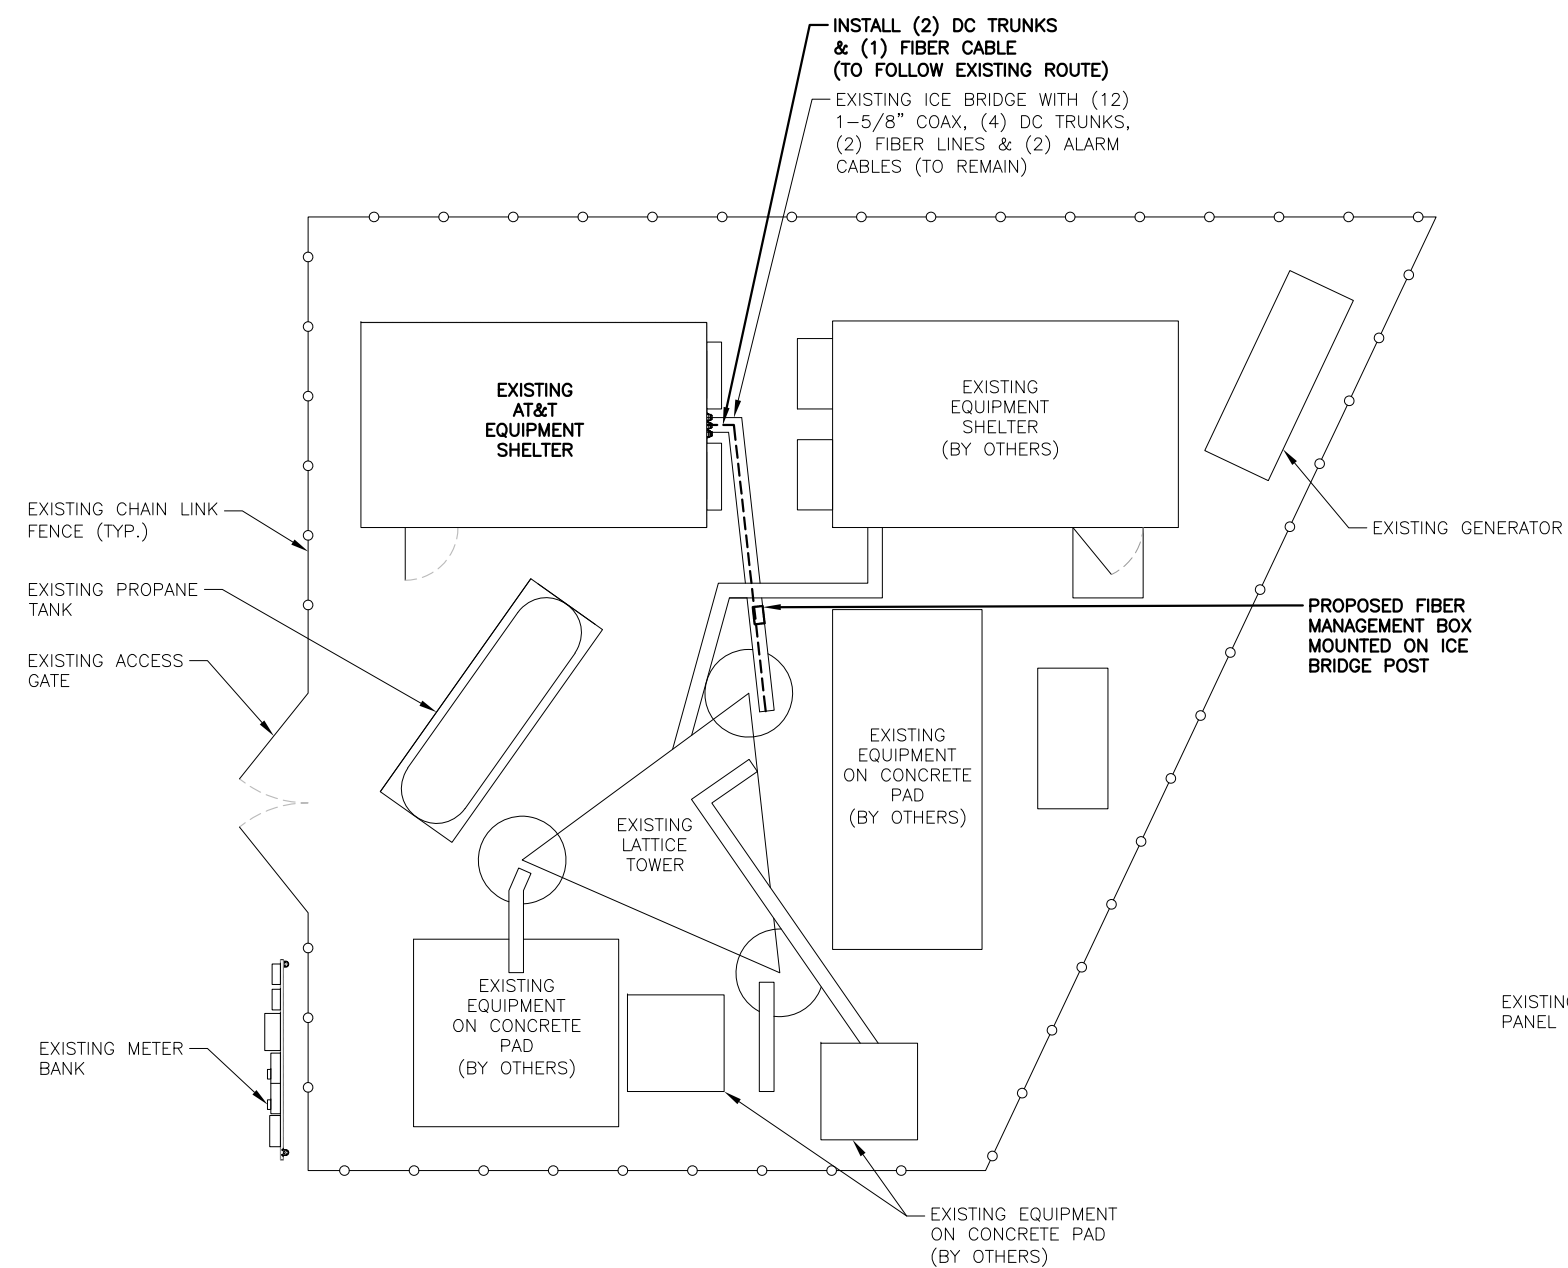 INSTALL (2) DC TRUNKS
& (1) FIBER CABLE
(TO FOLLOW EXISTING ROUTE)
EXISTING ICE BRIDGE WITH (12)
1-5/8" COAX, (4) DC TRUNKS,
(2) FIBER LINES & (2) ALARM
CABLES (TO REMAIN)
EXISTING
AT&T
EQUIPMENT
SHELTER
EXISTING
EQUIPMENT
SHELTER
(BY OTHERS)
EXISTING CHAIN LINK
FENCE (TYP.)
EXISTING GENERATOR
EXISTING PROPANE
TANK
PROPOSED FIBER
MANAGEMENT BOX
MOUNTED ON ICE
BRIDGE POST
EXISTING ACCESS
GATE
EXISTING
EQUIPMENT
ON CONCRETE
PAD
(BY OTHERS)
EXISTING
LATTICE
TOWER
EXISTING
EQUIPMENT
ON CONCRETE
PAD
(BY OTHERS)
EXISTING
PANEL
EXISTING METER
BANK
EXISTING EQUIPMENT
ON CONCRETE PAD
(BY OTHERS)